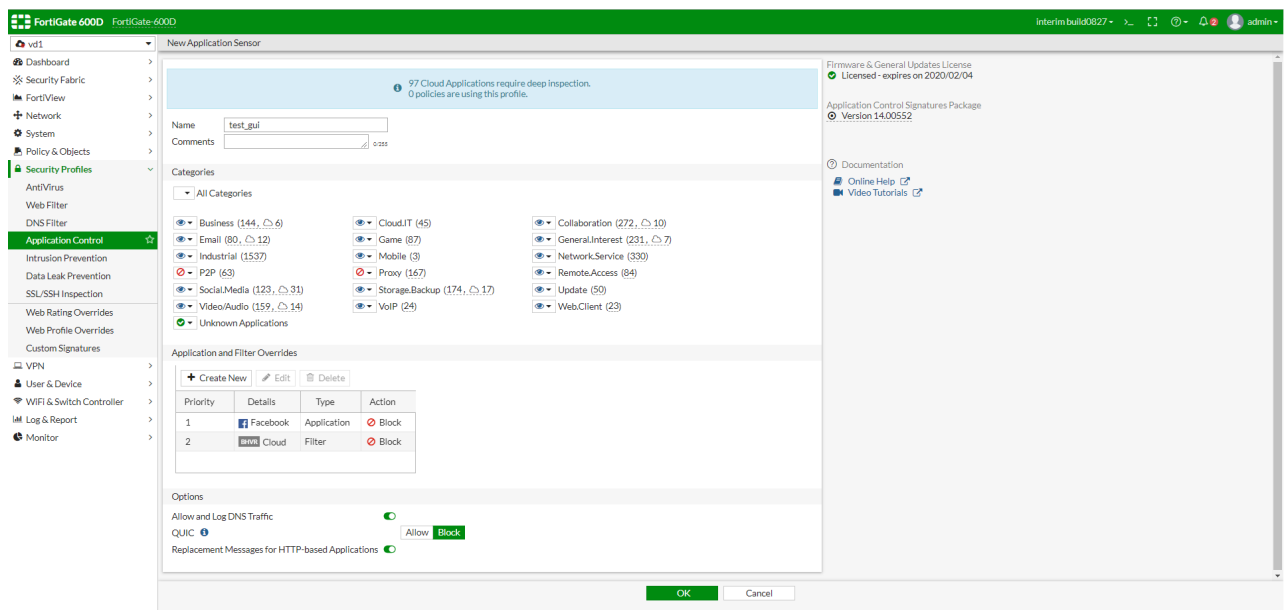 FortiGate 600D FortiGate-600D interim build0827 2 admin
vd1
New Application Sensor
Dashboard
Security Fabric
FortiView
Network
System
Policy & Objects
Security Profiles
AntiVirus
Web Filter
DNS Filter
Application Control
Intrusion Prevention
Data Leak Prevention
SSL/SSH Inspection
Web Rating Overrides
Web Profile Overrides
Custom Signatures
VPN
User & Device
WiFi & Switch Controller
Log & Report
Monitor
97 Cloud Applications require deep inspection.
0 policies are using this profile.
Name test_gui
Comments 0/255
Categories
All Categories
Business (144, 6) Cloud.IT (45) Collaboration (272, 10)
Email (80, 12) Game (87) General.Interest (231, 7)
Industrial (1537) Mobile (3) Network.Service (330)
P2P (63) Proxy (167) Remote.Access (84)
Social.Media (123, 31) Storage.Backup (174, 17) Update (50)
Video/Audio (159, 14) VoIP (24) Web.Client (23)
Unknown Applications
Application and Filter Overrides
+ Create New Edit Delete
Priority Details Type Action
1 Facebook Application Block
2 BHVR Cloud Filter Block
Options
Allow and Log DNS Traffic
QUIC Allow Block
Replacement Messages for HTTP-based Applications
OK Cancel
Firmware & General Updates License
Licensed - expires on 2020/02/04
Application Control Signatures Package
Version 14.00552
Documentation
Online Help
Video Tutorials